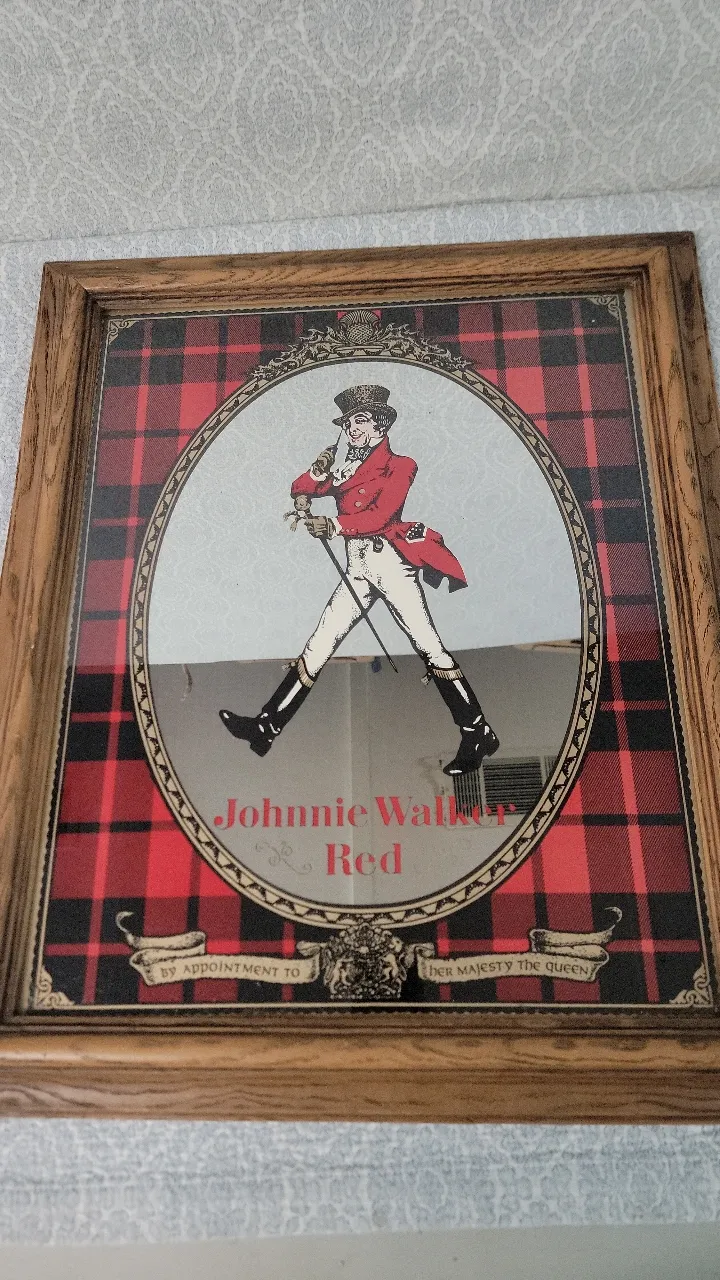 Johnnie Walker
Red
BY APPOINTMENT TO HER MAJESTY THE QUEEN